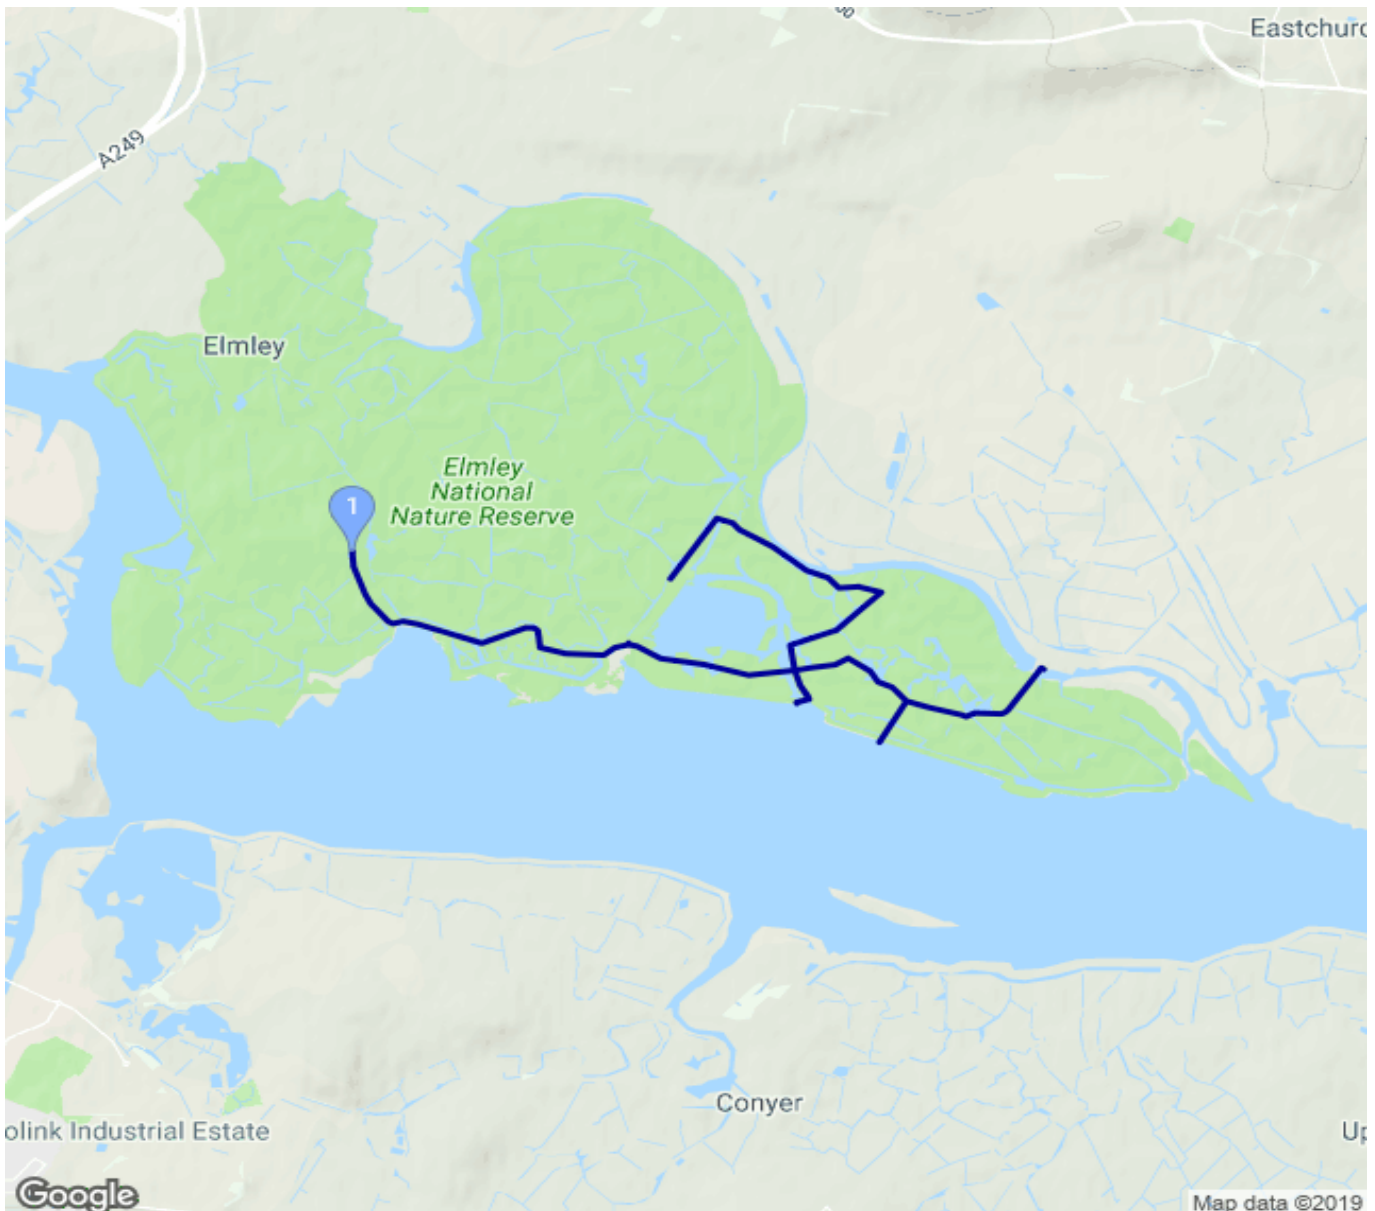 Eastchurc
A249
Elmley
Elmley
National
Nature Reserve
1
Conyer
olink Industrial Estate
Up
Google
Map data ©2019